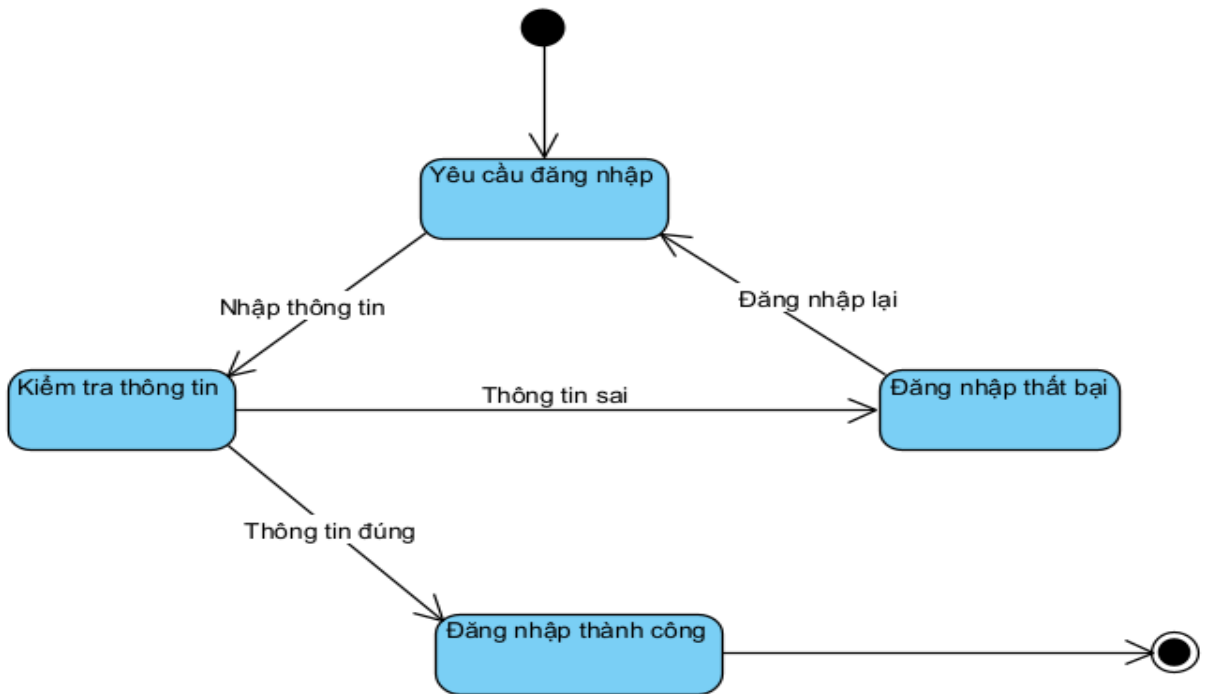 Yêu cầu đăng nhập
Nhập thông tin
Đăng nhập lại
Kiểm tra thông tin
Thông tin sai
Đăng nhập thất bại
Thông tin đúng
Đăng nhập thành công